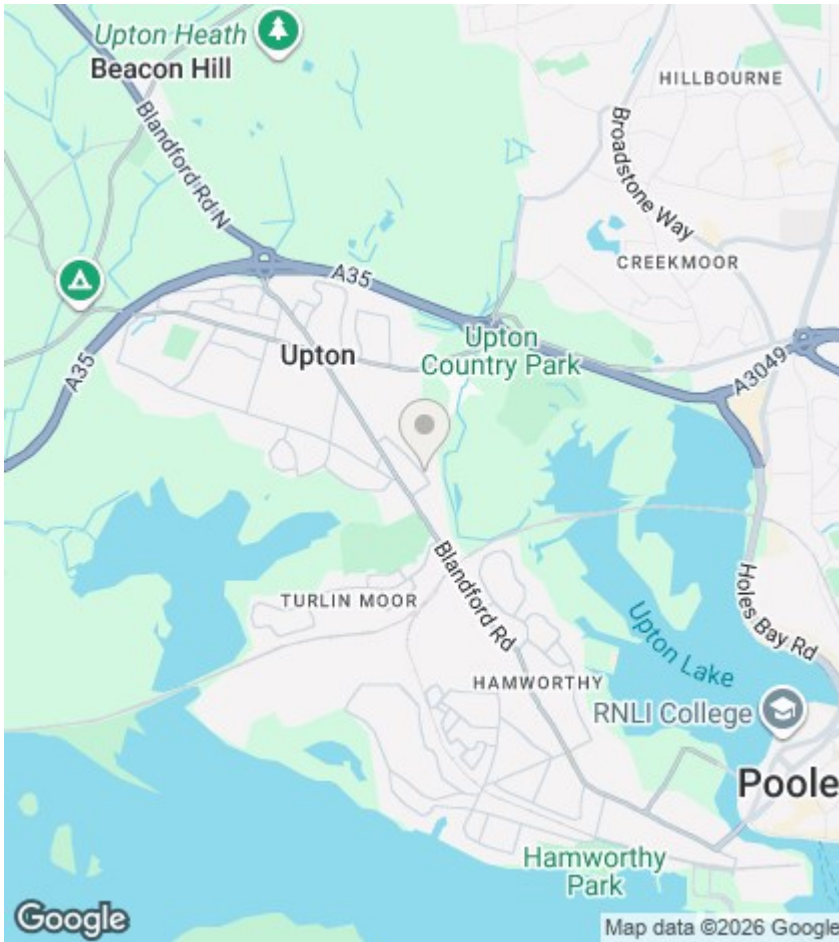 Upton Heath
Beacon Hill
HILLBOURNE
Blandford Rd N
Broadstone Way
CREEKMOOR
A35
A35
Upton
Country Park
A3049
Upton
Blandford Rd
Holes Bay Rd
TURLIN MOOR
Upton Lake
HAMWORTHY
RNLI College
Poole
Hamworthy
Park
Google
Map data ©2026 Google